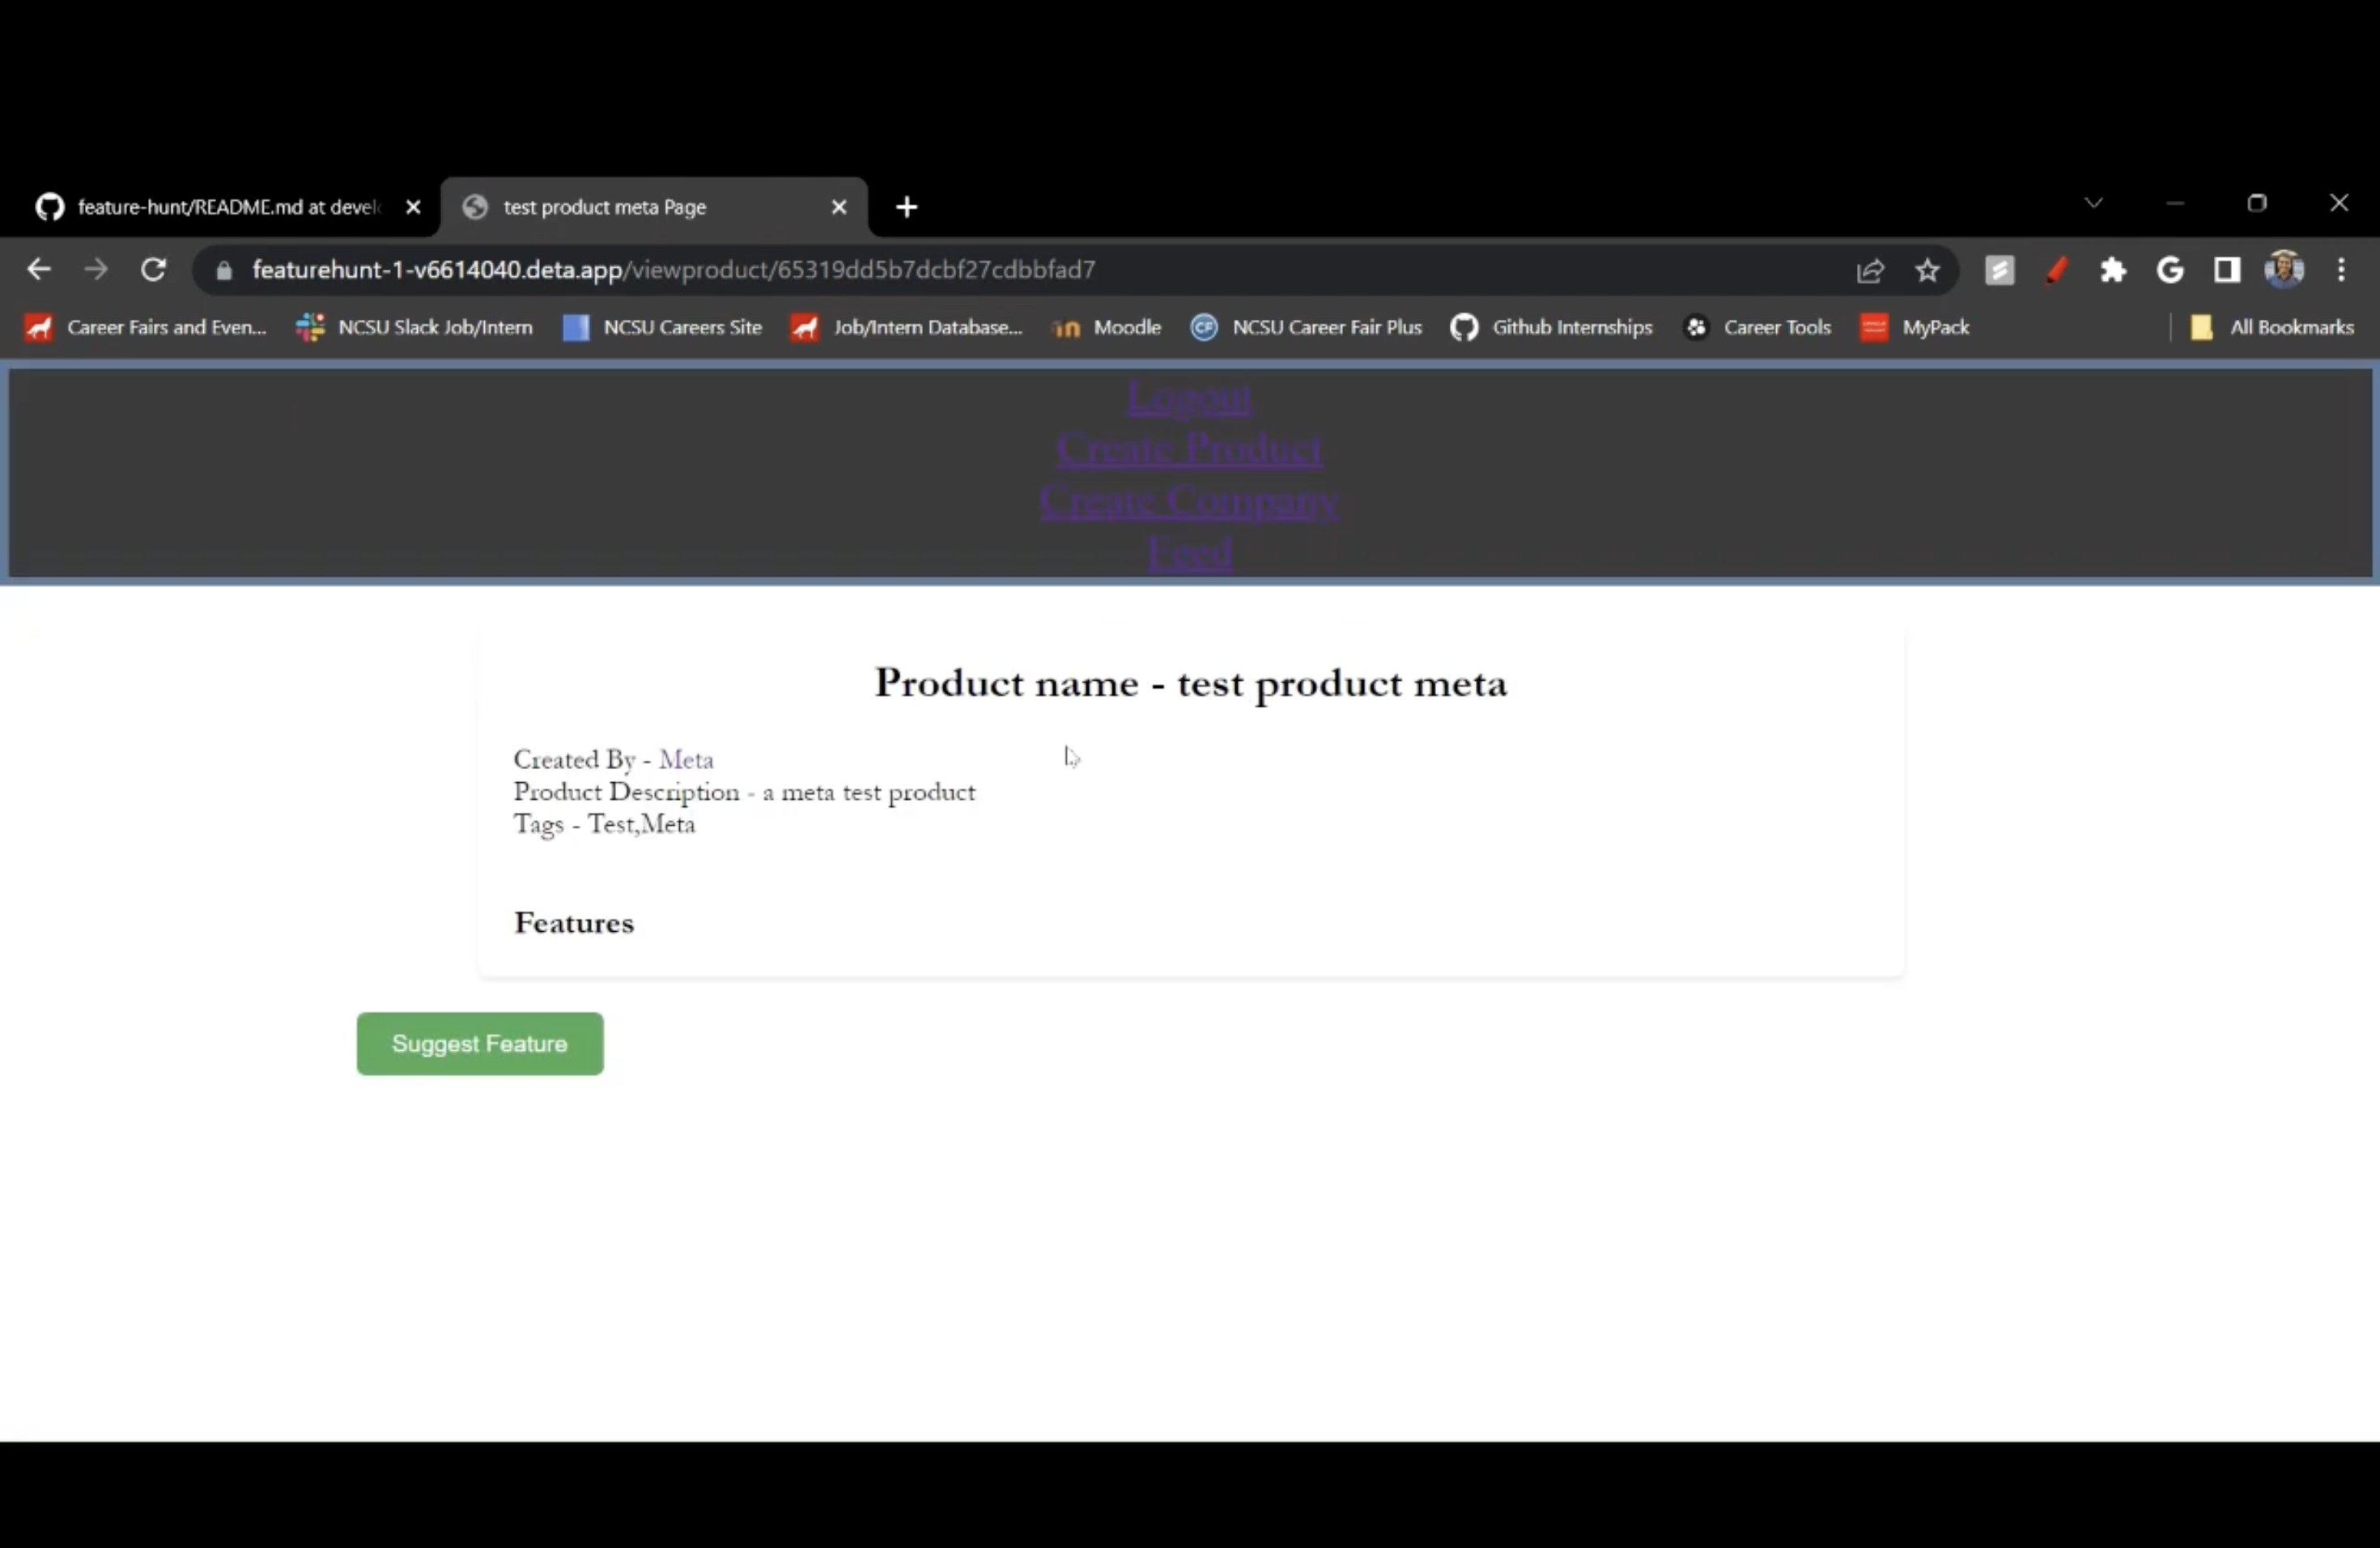 feature-hunt/README.md at devel
test product meta Page
featurehunt-1-v6614040.deta.app/viewproduct/65319dd5b7dcbf27cdbbfad7
Career Fairs and Even... NCSU Slack Job/Intern NCSU Careers Site Job/Intern Database... Moodle CF NCSU Career Fair Plus Github Internships Career Tools MyPack All Bookmarks
Logout
Create Product
Create Company
Feed
Product name - test product meta
Created By - Meta
Product Description - a meta test product
Tags - Test,Meta
Features
Suggest Feature